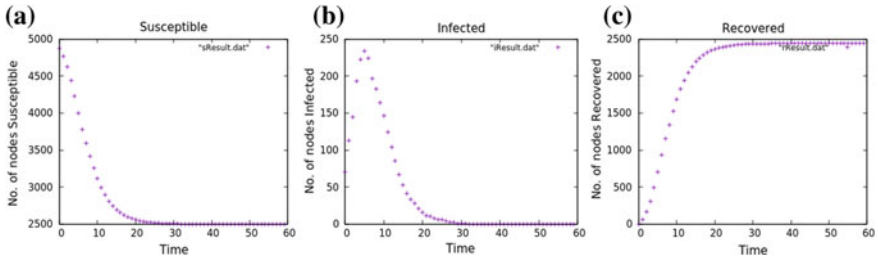 (a)
Susceptible
5000
4500
4000
3500
3000
2500
0 10 20 30 40 50 60
No. of nodes Susceptible
Time
"sResult.dat"
(b)
Infected
250
200
150
100
50
0
0 10 20 30 40 50 60
No. of nodes Infected
Time
"iResult.dat"
(c)
Recovered
2500
2000
1500
1000
500
0
0 10 20 30 40 50 60
No. of nodes Recovered
Time
"rResult.dat"